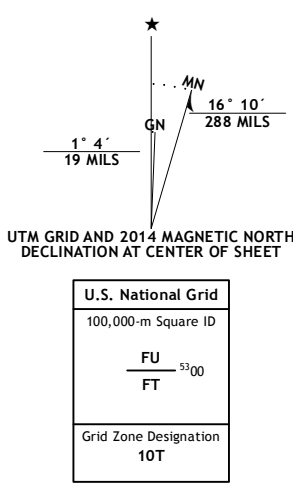 ★
MN
GN
16° 10´
288 MILS
1° 4´
19 MILS
UTM GRID AND 2014 MAGNETIC NORTH
DECLINATION AT CENTER OF SHEET
U.S. National Grid
100,000-m Square ID
FU
5300
FT
Grid Zone Designation
10T